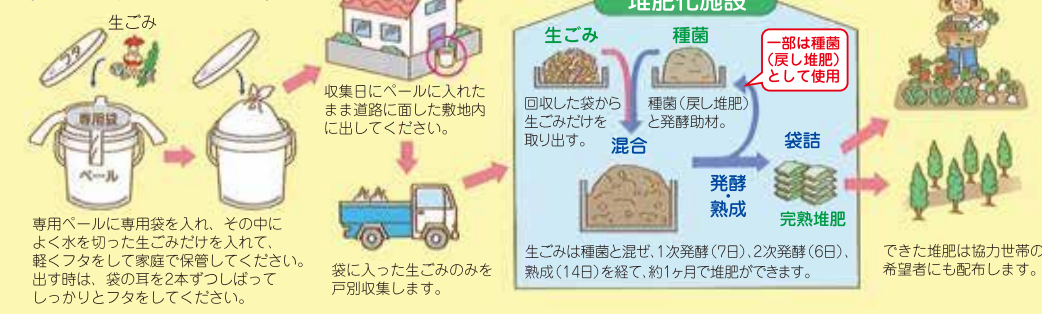 生ごみ
フタ
専用袋
ペール
専用ペールに専用袋を入れ、その中に
よく水を切った生ごみだけを入れて、
軽くフタをして家庭で保管してください。
出す時は、袋の耳を2本ずつしばって
しっかりとフタをしてください。
収集日にペールに入れた
まま道路に面した敷地内
に出してください。
袋に入った生ごみのみを
戸別収集します。
堆肥化施設
生ごみ
回収した袋から
生ごみだけを
取り出す。
種菌
種菌（戻し堆肥）
と発酵助材。
一部は種菌
（戻し堆肥）
として使用
混合
発酵
・
熟成
袋詰
完熟堆肥
生ごみは種菌と混ぜ、1次発酵（7日）、2次発酵（6日）、
熟成（14日）を経て、約1ヶ月で堆肥ができます。
できた堆肥は協力世帯の
希望者にも配布します。